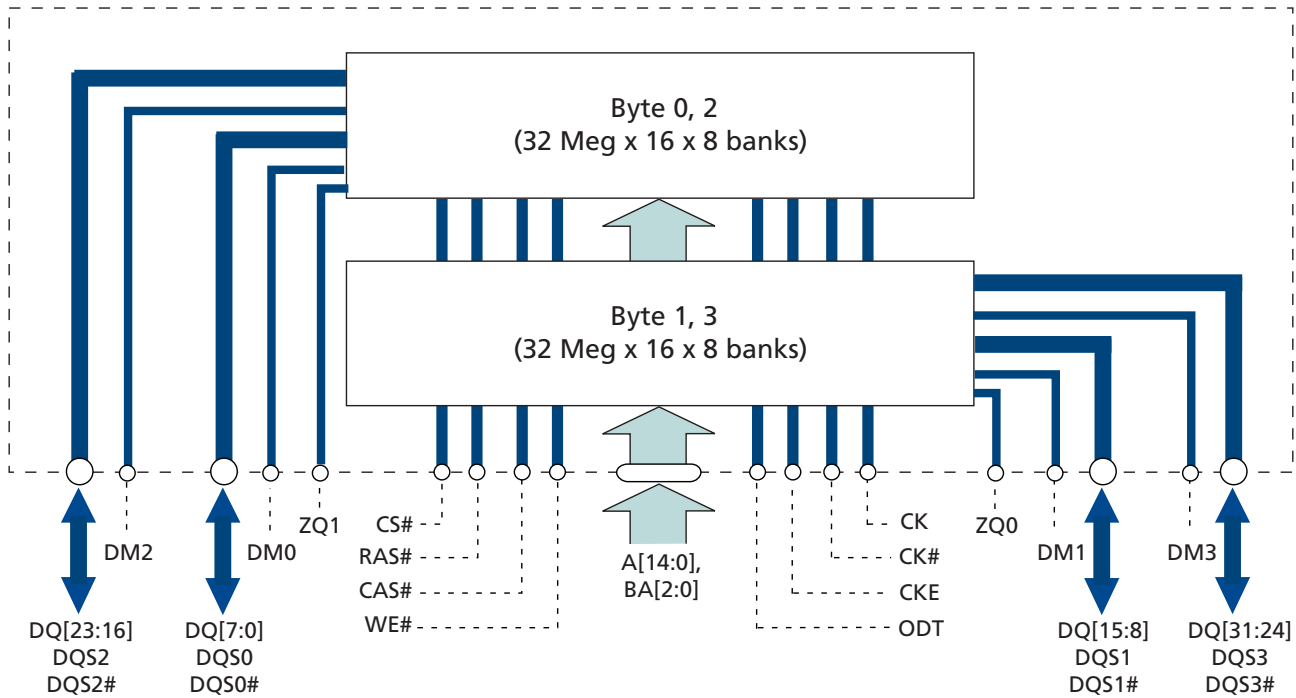 Byte 0, 2
(32 Meg x 16 x 8 banks)
Byte 1, 3
(32 Meg x 16 x 8 banks)
DM2
DM0
ZQ1
CS#
RAS#
CAS#
WE#
A[14:0],
BA[2:0]
CK
CK#
CKE
ODT
ZQ0
DM1
DM3
DQ[23:16]
DQS2
DQS2#
DQ[7:0]
DQS0
DQS0#
DQ[15:8]
DQS1
DQS1#
DQ[31:24]
DQS3
DQS3#